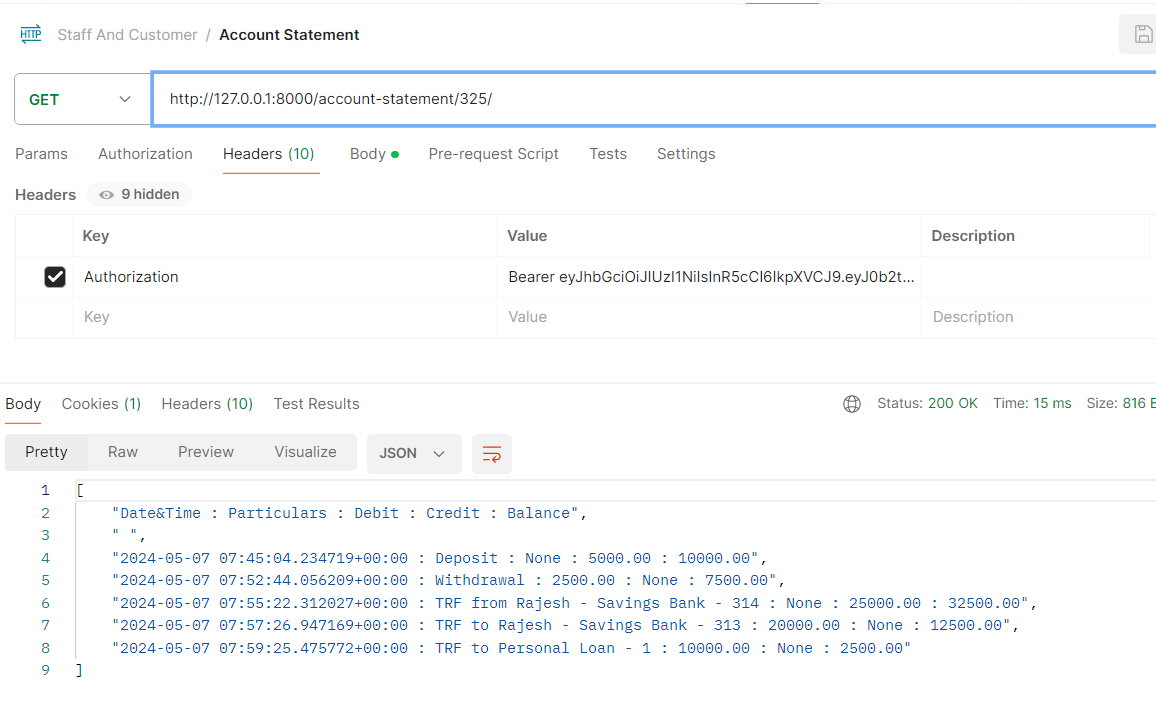 HTTP Staff And Customer / Account Statement
GET http://127.0.0.1:8000/account-statement/325/
Params Authorization Headers (10) Body Pre-request Script Tests Settings
Headers 9 hidden
Key Value Description
Authorization Bearer eyJhbGciOiJIUzI1NiIsInR5cCI6IkpXVCJ9.eyJ0b2t...
Key Value Description
Body Cookies (1) Headers (10) Test Results Status: 200 OK Time: 15 ms Size: 816 B
Pretty Raw Preview Visualize JSON
1 [
2 "Date&Time : Particulars : Debit : Credit : Balance",
3 " ",
4 "2024-05-07 07:45:04.234719+00:00 : Deposit : None : 5000.00 : 10000.00",
5 "2024-05-07 07:52:44.056209+00:00 : Withdrawal : 2500.00 : None : 7500.00",
6 "2024-05-07 07:55:22.312027+00:00 : TRF from Rajesh - Savings Bank - 314 : None : 25000.00 : 32500.00",
7 "2024-05-07 07:57:26.947169+00:00 : TRF to Rajesh - Savings Bank - 313 : 20000.00 : None : 12500.00",
8 "2024-05-07 07:59:25.475772+00:00 : TRF to Personal Loan - 1 : 10000.00 : None : 2500.00"
9 ]